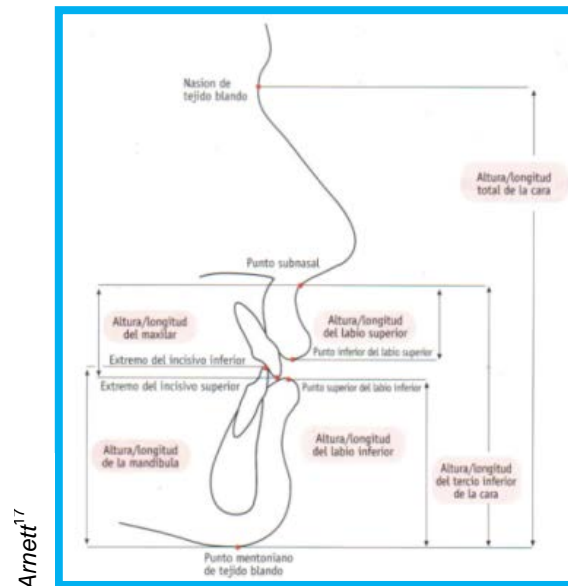 Nasion de
tejido blando
Altura/longitud
total de la cara
Punto subnasal
Altura/longitud
del maxilar
Altura/longitud
del labio superior
Extremo del incisivo inferior
Punto inferior del labio superior
Extremo del incisivo superior
Punto superior del labio inferior
Altura/longitud
de la mandíbula
Altura/longitud
del labio inferior
Altura/longitud
del tercio inferior
de la cara
Punto mentoniano
de tejido blando
Arnett17